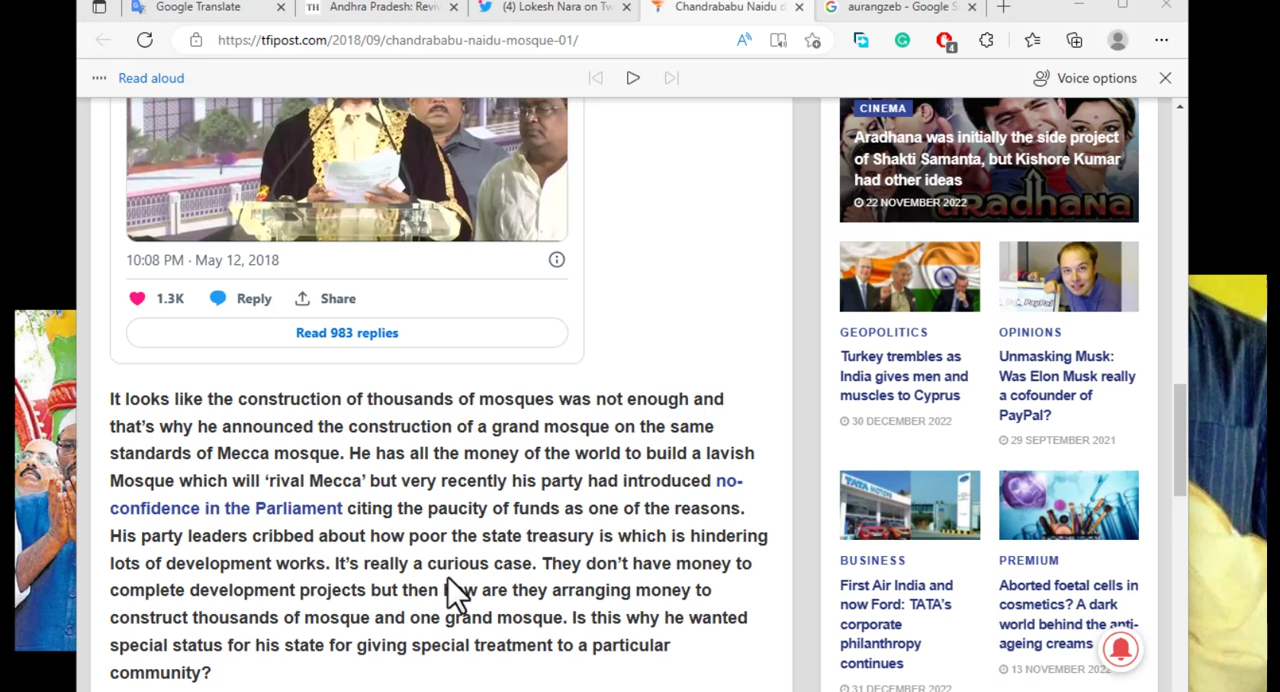 Google Translate
Andhra Pradesh: Reviv
(4) Lokesh Nara on Tw
Chandrababu Naidu d
aurangzeb - Google S
https://tfipost.com/2018/09/chandrababu-naidu-mosque-01/
4
Read aloud
Voice options
10:08 PM · May 12, 2018
1.3K
Reply
Share
Read 983 replies
It looks like the construction of thousands of mosques was not enough and
that's why he announced the construction of a grand mosque on the same
standards of Mecca mosque. He has all the money of the world to build a lavish
Mosque which will ‘rival Mecca’ but very recently his party had introduced no-
confidence in the Parliament citing the paucity of funds as one of the reasons.
His party leaders cribbed about how poor the state treasury is which is hindering
lots of development works. It's really a curious case. They don't have money to
complete development projects but then how are they arranging money to
construct thousands of mosque and one grand mosque. Is this why he wanted
special status for his state for giving special treatment to a particular
community?
CINEMA
Aradhana was initially the side project
of Shakti Samanta, but Kishore Kumar
had other ideas
22 NOVEMBER 2022
aradhana
GEOPOLITICS
Turkey trembles as
India gives men and
muscles to Cyprus
30 DECEMBER 2022
OPINIONS
Unmasking Musk:
Was Elon Musk really
a cofounder of
PayPal?
29 SEPTEMBER 2021
TATA MOTORS
BUSINESS
First Air India and
now Ford: TATA's
corporate
philanthropy
continues
31 DECEMBER 2022
PREMIUM
Aborted foetal cells in
cosmetics? A dark
world behind the anti-
ageing creams
13 NOVEMBER 202